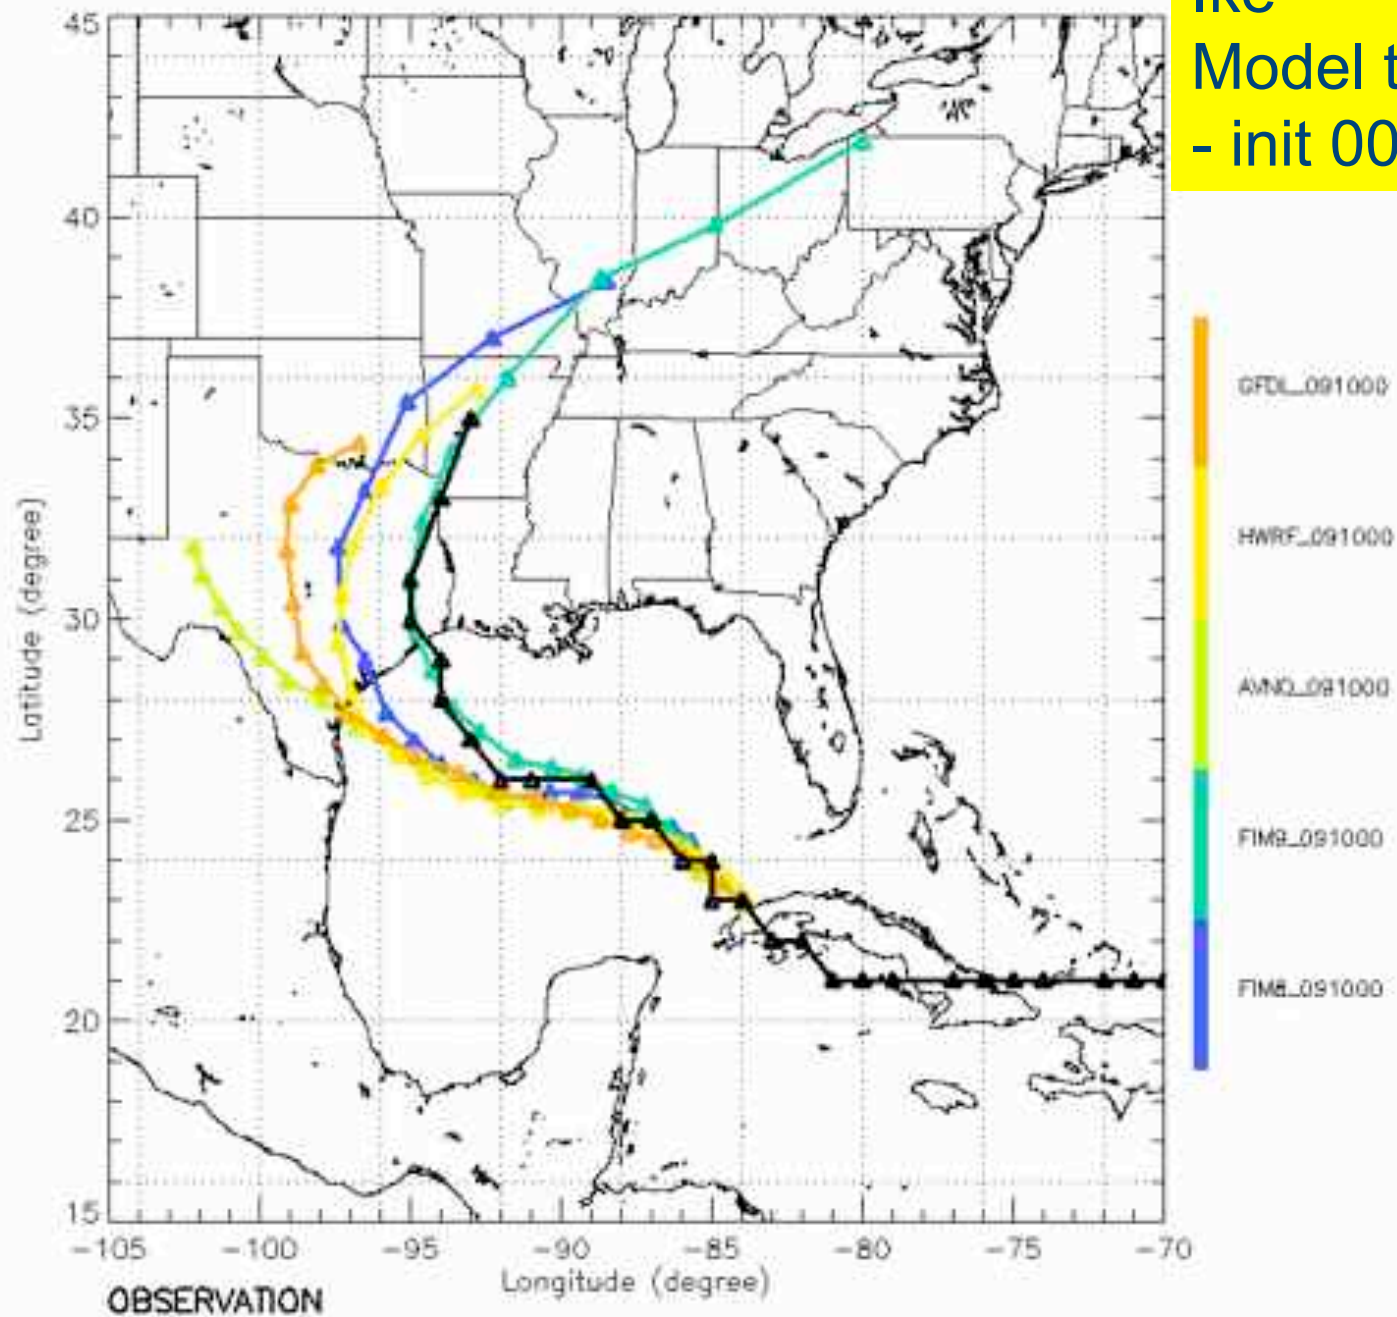 Model t
- init 00
45
40
35
30
25
20
15
Latitude (degree)
-105 -100 -95 -90 -85 -80 -75 -70
Longitude (degree)
OBSERVATION
GFDL_091000
HWRF_091000
AVNO_091000
FIM9_091000
FIM8_091000